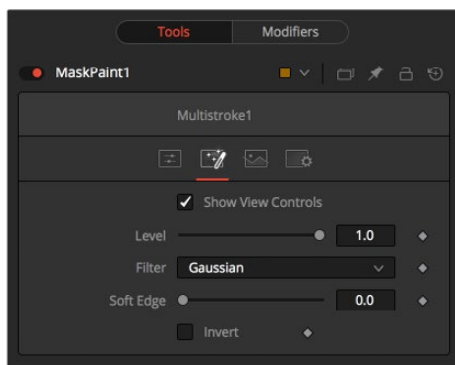 Tools Modifiers
MaskPaint1
Multistroke1
Show View Controls
Level 1.0
Filter Gaussian
Soft Edge 0.0
Invert